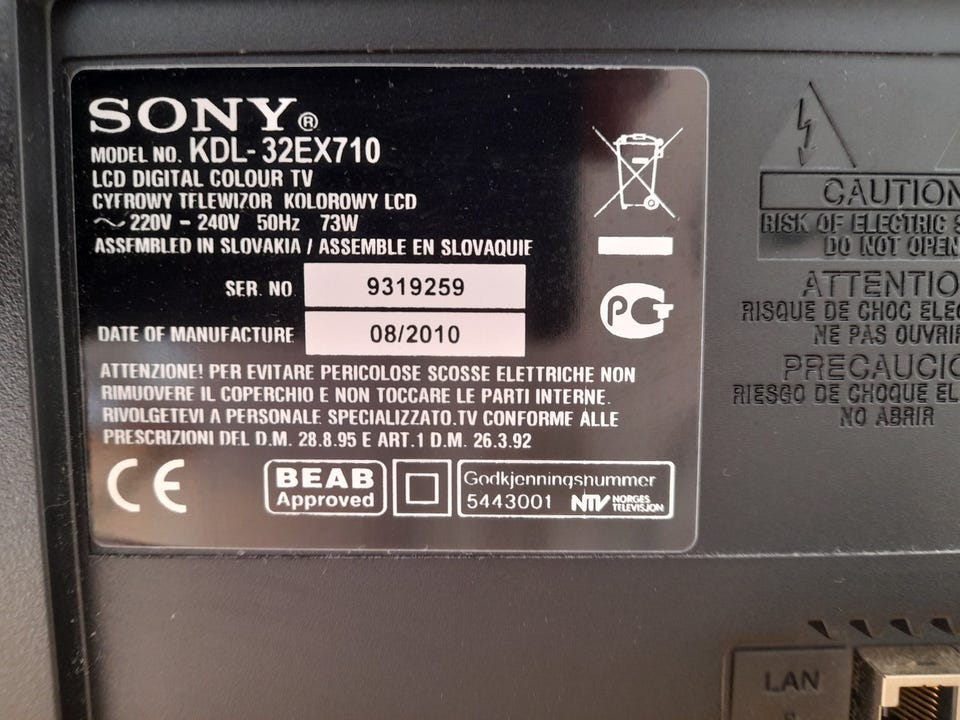 SONY®
MODEL NO. KDL-32EX710
LCD DIGITAL COLOUR TV
CYFROWY TELEWIZOR KOLOROWY LCD
~ 220V - 240V 50Hz 73W
ASSEMBLED IN SLOVAKIA / ASSEMBLE EN SLOVAQUIE
SER. NO 9319259
DATE OF MANUFACTURE 08/2010
ATTENZIONE! PER EVITARE PERICOLOSE SCOSSE ELETTRICHE NON
RIMUOVERE IL COPERCHIO E NON TOCCARE LE PARTI INTERNE.
RIVOLGETEVI A PERSONALE SPECIALIZZATO.TV CONFORME ALLE
PRESCRIZIONI DEL D.M. 28.8.95 E ART.1 D.M. 26.3.92
CE
BEAB
Approved
Godkjenningsnummer
5443001 NTV NORGES
TELEVISJON
PCT
CAUTION
RISK OF ELECTRIC S
DO NOT OPEN
ATTENTIO
RISQUE DE CHOC ELEC
NE PAS OUVRIR
PRECAUCIO
RIESGO DE CHOQUE EL
NO ABRIR
LAN